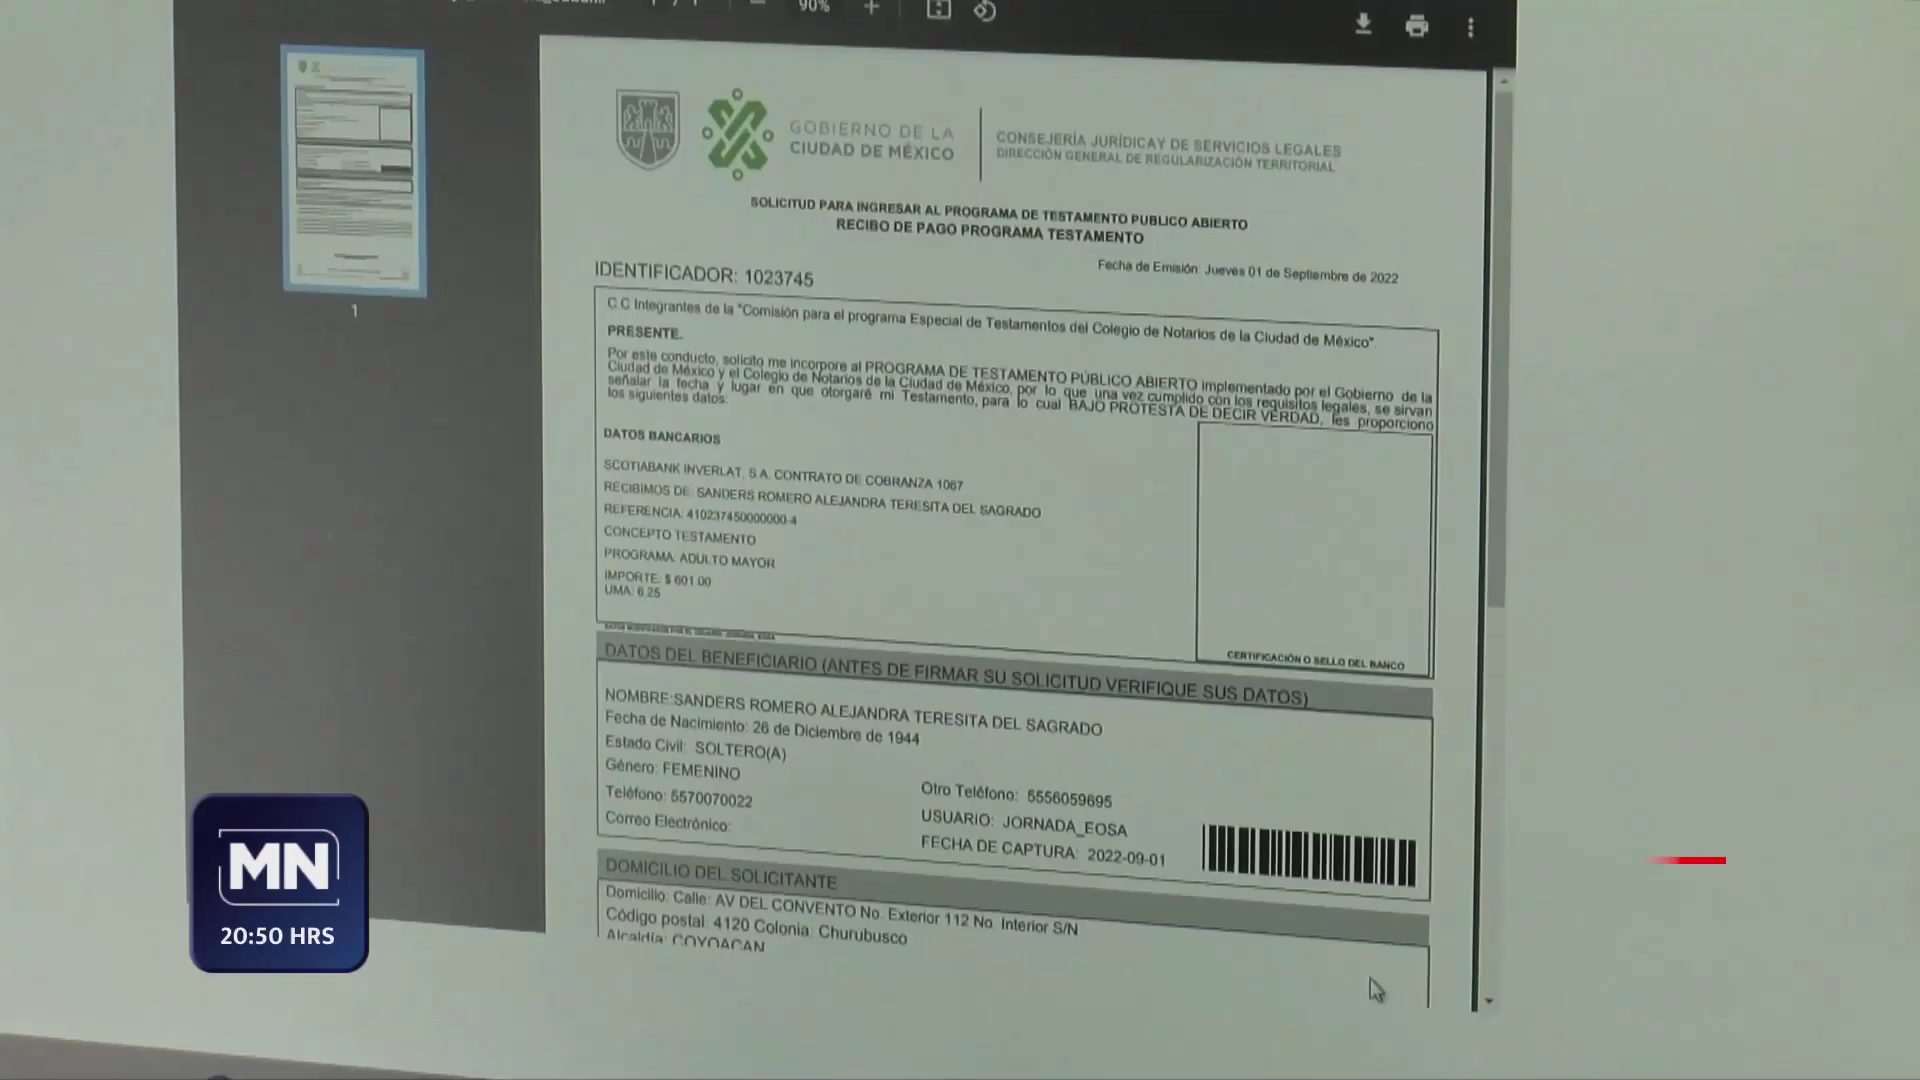 90%
GOBIERNO DE LA
CIUDAD DE MÉXICO
CONSEJERÍA JURÍDICA Y DE SERVICIOS LEGALES
DIRECCIÓN GENERAL DE REGULARIZACIÓN TERRITORIAL
SOLICITUD PARA INGRESAR AL PROGRAMA DE TESTAMENTO PUBLICO ABIERTO
RECIBO DE PAGO PROGRAMA TESTAMENTO
Fecha de Emisión: Jueves 01 de Septiembre de 2022
IDENTIFICADOR: 1023745
C.C Integrantes de la "Comisión para el programa Especial de Testamentos del Colegio de Notarios de la Ciudad de México".
PRESENTE.
Por este conducto, solicito me incorpore al PROGRAMA DE TESTAMENTO PÚBLICO ABIERTO implementado por el Gobierno de la
Ciudad de México y el Colegio de Notarios de la Ciudad de México, por lo que una vez cumplido con los requisitos legales, se sirvan
señalar la fecha y lugar en que otorgaré mi Testamento, para lo cual BAJO PROTESTA DE DECIR VERDAD, les proporciono
los siguientes datos:
DATOS BANCARIOS
SCOTIABANK INVERLAT, S.A. CONTRATO DE COBRANZA 1067
RECIBIMOS DE: SANDERS ROMERO ALEJANDRA TERESITA DEL SAGRADO
REFERENCIA: 410237450000000-4
CONCEPTO TESTAMENTO
PROGRAMA: ADULTO MAYOR
IMPORTE: $ 601.00
UMA: 6.25
CERTIFICACIÓN O SELLO DEL BANCO
DATOS DEL BENEFICIARIO (ANTES DE FIRMAR SU SOLICITUD VERIFIQUE SUS DATOS)
NOMBRE:SANDERS ROMERO ALEJANDRA TERESITA DEL SAGRADO
Fecha de Nacimiento: 26 de Diciembre de 1944
Estado Civil: SOLTERO(A)
Género: FEMENINO
Teléfono: 5570070022
Otro Teléfono: 5556059695
Correo Electrónico:
USUARIO: JORNADA_EOSA
FECHA DE CAPTURA: 2022-09-01
DOMICILIO DEL SOLICITANTE
Domicilio: Calle: AV DEL CONVENTO No. Exterior 112 No. Interior S/N
Código postal: 4120 Colonia: Churubusco
Alcaldía: COYOACAN
1
MN
20:50 HRS